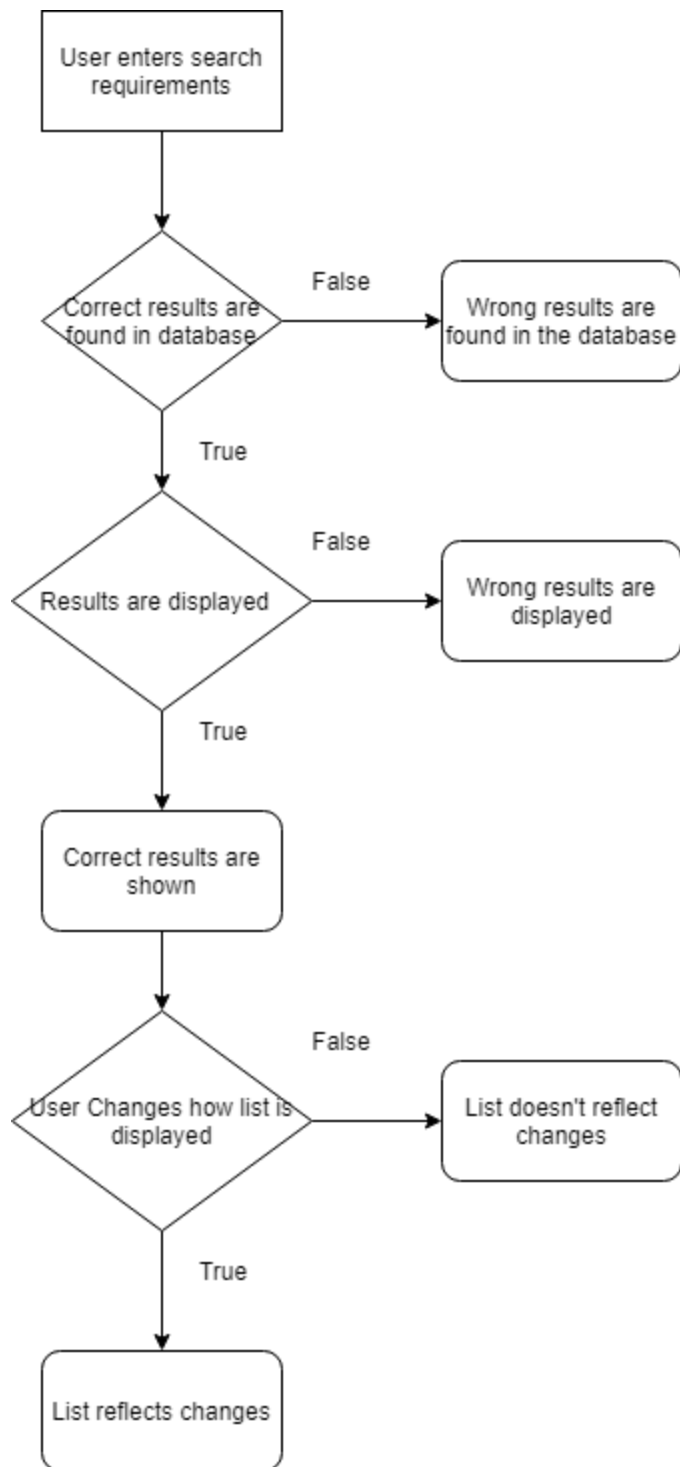 User enters search
requirements
False
Correct results are
found in database
Wrong results are
found in the database
True
False
Results are displayed
Wrong results are
displayed
True
Correct results are
shown
False
User Changes how list is
displayed
List doesn't reflect
changes
True
List reflects changes